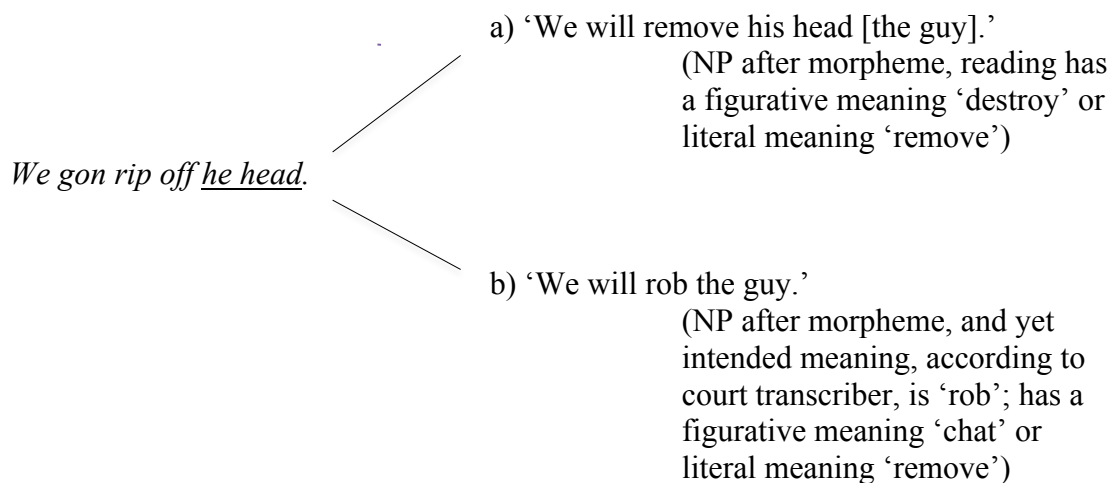 a) ‘We will remove his head [the guy].’
(NP after morpheme, reading has
a figurative meaning ‘destroy’ or
literal meaning ‘remove’)
We gon rip off he head.
b) ‘We will rob the guy.’
(NP after morpheme, and yet
intended meaning, according to
court transcriber, is ‘rob’; has a
figurative meaning ‘chat’ or
literal meaning ‘remove’)